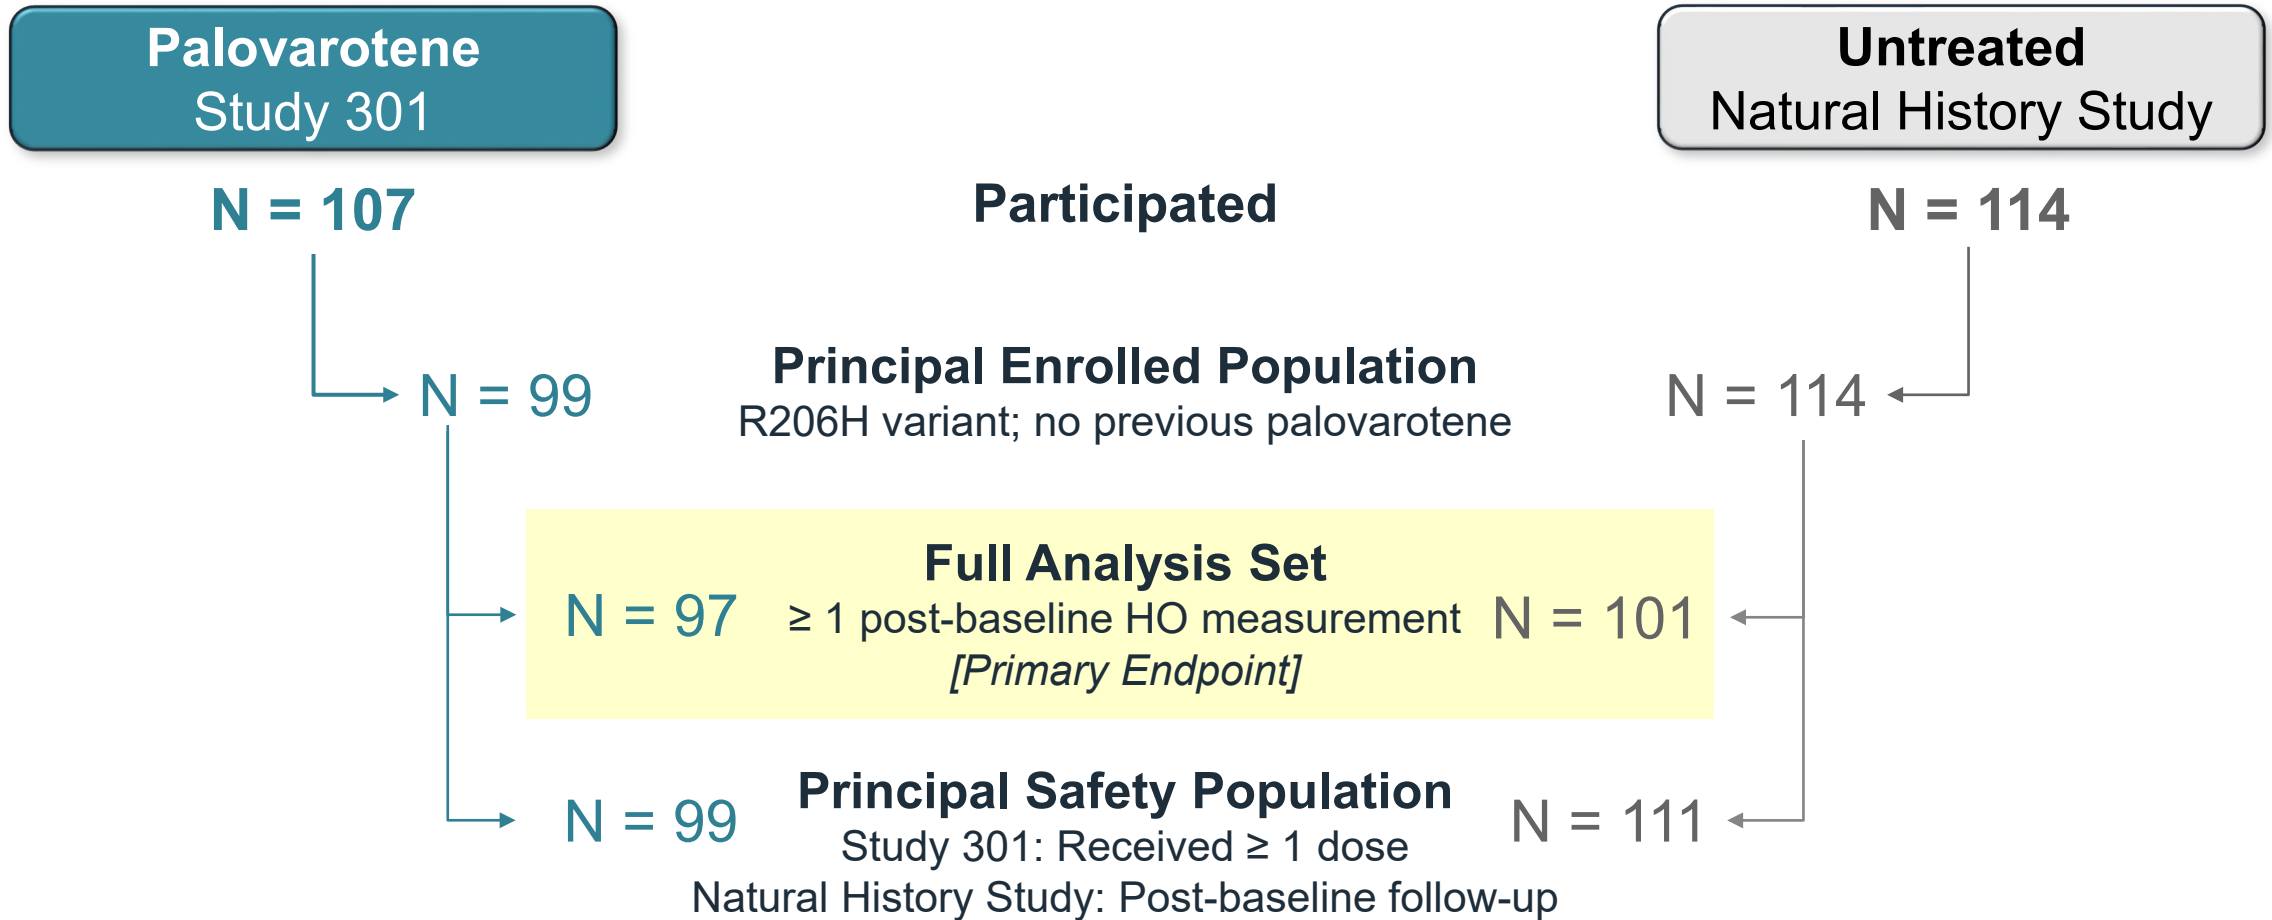 Palovarotene
Study 301
Untreated
Natural History Study
N = 107
Participated
N = 114
N = 99
Principal Enrolled Population
R206H variant; no previous palovarotene
N = 114
Full Analysis Set
N = 97
≥ 1 post-baseline HO measurement
N = 101
[Primary Endpoint]
N = 99
Principal Safety Population
N = 111
Study 301: Received ≥ 1 dose
Natural History Study: Post-baseline follow-up